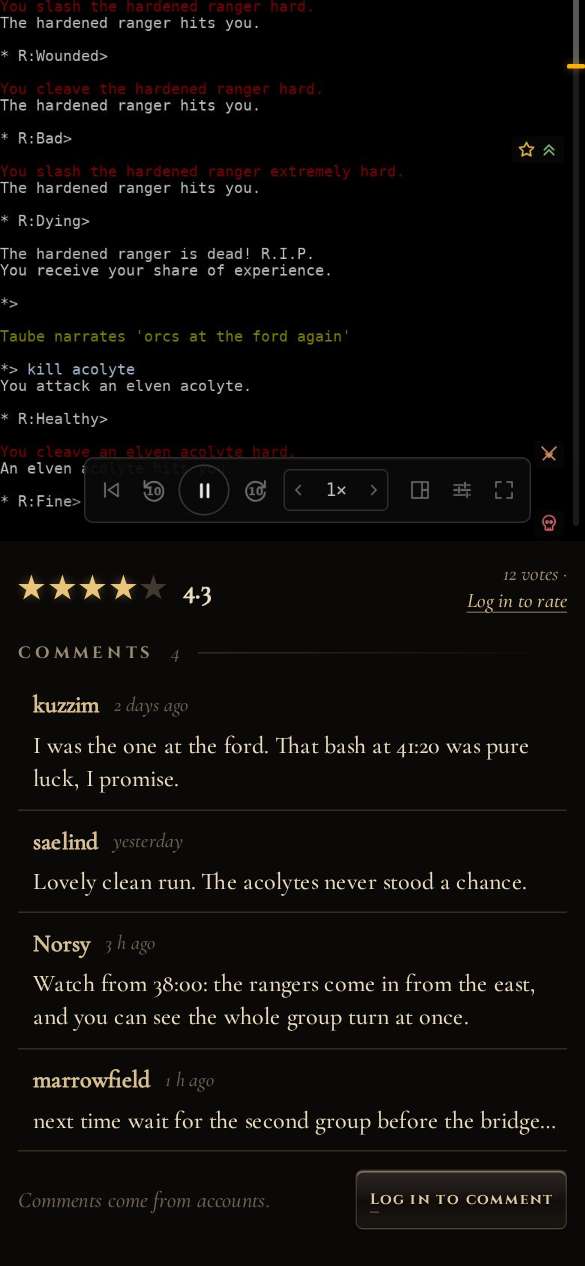 You slash the hardened ranger hard.
The hardened ranger hits you.
* R:Wounded>
You cleave the hardened ranger hard.
The hardened ranger hits you.
* R:Bad>
You slash the hardened ranger extremely hard.
The hardened ranger hits you.
* R:Dying>
The hardened ranger is dead! R.I.P.
You receive your share of experience.
*>
Taube narrates 'orcs at the ford again'
*> kill acolyte
You attack an elven acolyte.
* R:Healthy>
You cleave an elven acolyte hard.
An elven acolyte hits you.
* R:Fine>
10 1× 10
4.3
12 votes ·
Log in to rate
COMMENTS 4
kuzzim 2 days ago
I was the one at the ford. That bash at 41:20 was pure
luck, I promise.
saelind yesterday
Lovely clean run. The acolytes never stood a chance.
Norsy 3 h ago
Watch from 38:00: the rangers come in from the east,
and you can see the whole group turn at once.
marrowfield 1 h ago
next time wait for the second group before the bridge...
Comments come from accounts.
LOG IN TO COMMENT